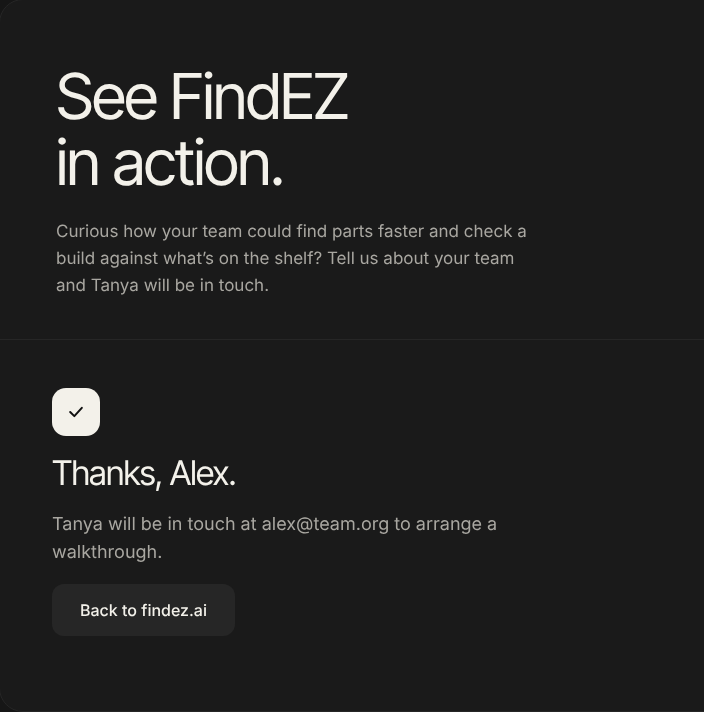 See FindEZ
in action.
Curious how your team could find parts faster and check a
build against what’s on the shelf? Tell us about your team
and Tanya will be in touch.
Thanks, Alex.
Tanya will be in touch at alex@team.org to arrange a
walkthrough.
Back to findez.ai